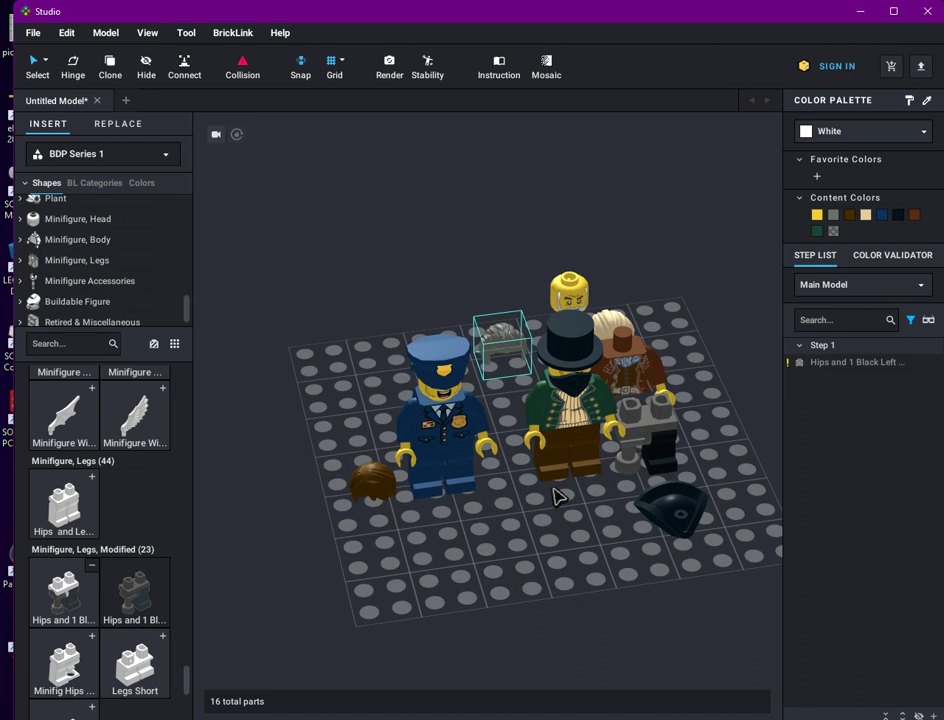 Studio
File Edit Model View Tool BrickLink Help
Select Hinge Clone Hide Connect Collision Snap Grid Render Stability Instruction Mosaic SIGN IN
Untitled Model*
INSERT REPLACE
BDP Series 1
Shapes BL Categories Colors
Plant
Minifigure, Head
Minifigure, Body
Minifigure, Legs
Minifigure Accessories
Buildable Figure
Retired & Miscellaneous
Search...
Minifigure ... Minifigure ...
Minifigure Wi... Minifigure Wi...
Minifigure, Legs (44)
Hips and Le...
Minifigure, Legs, Modified (23)
Hips and 1 Bl... Hips and 1 Bl...
Minifig Hips ... Legs Short
16 total parts
COLOR PALETTE
White
Favorite Colors
Content Colors
STEP LIST COLOR VALIDATOR
Main Model
Search...
Step 1
Hips and 1 Black Left ...